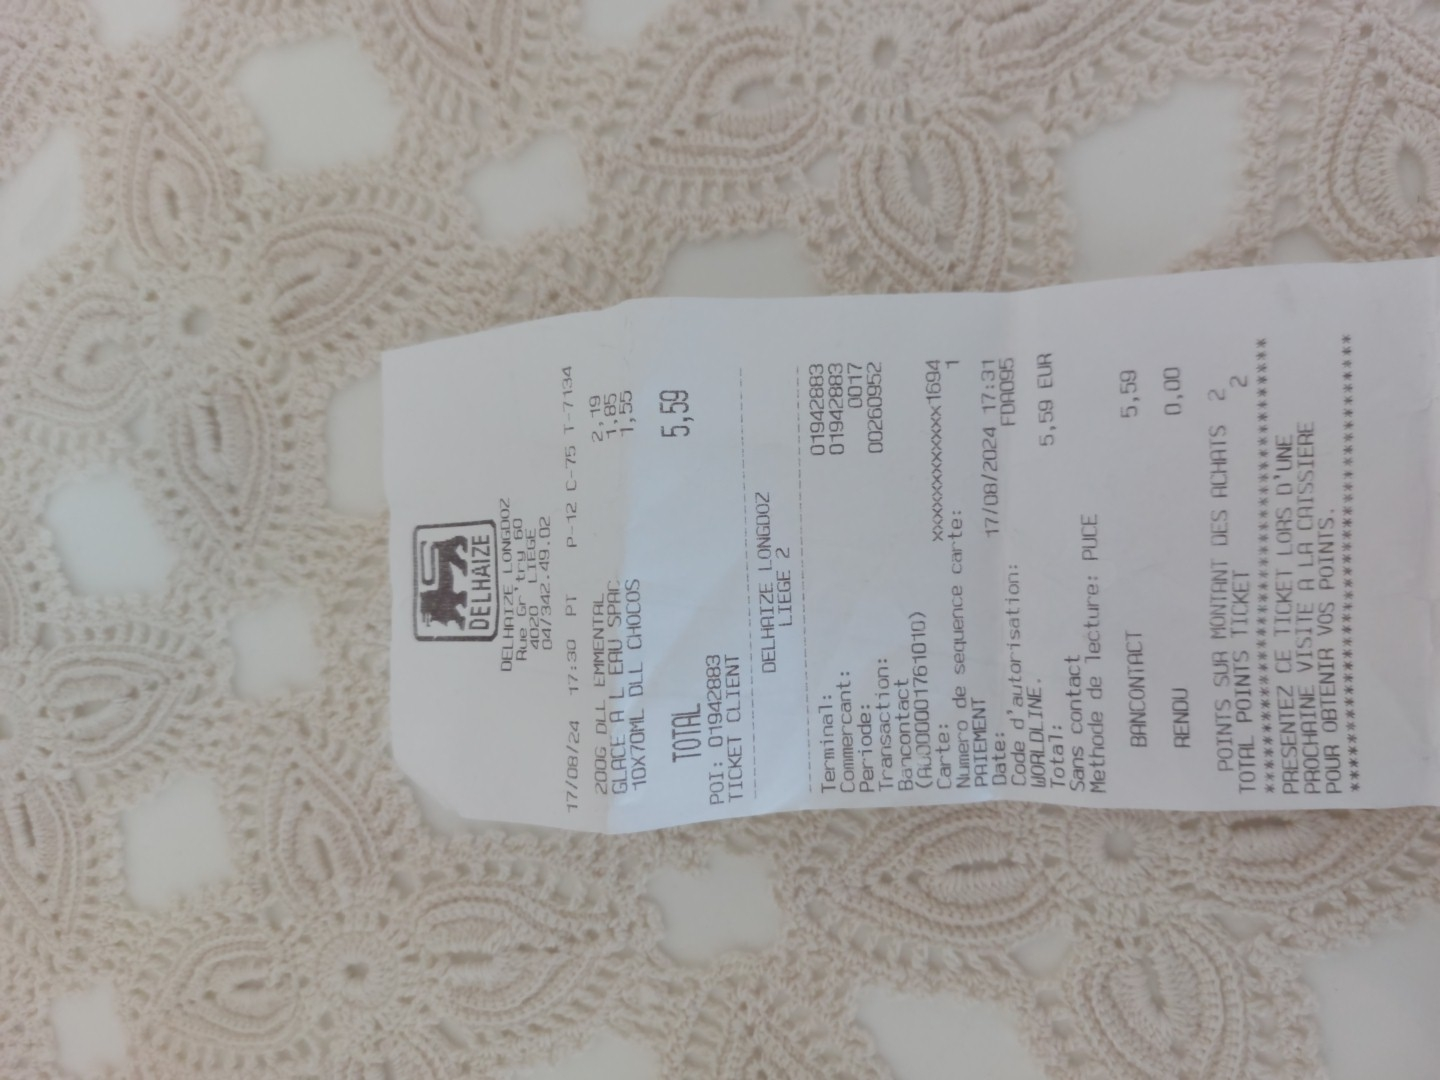 DELHAIZE
DELHAIZE LONGDOZ
Rue Gr' try 60
4020 LIEGE
04/342.49.02
17/08/24 17:30 PT P-12 C-75 T-7134
200G DLL EMMENTAL 2,19
GLACE A L EAU SPAC 1,85
10X70ML DLL CHOCOS 1,55
TOTAL 5,59
POI: 01942883
TICKET CLIENT
DELHAIZE LONGDOZ
LIEGE 2
Terminal: 01942883
Commercant: 01942883
Periode: 0017
Transaction: 00260952
Bancontact
(AUD00001761010)
Carte: xxxxxxxxxxxxx1694
Numero de sequence carte: 1
PAIEMENT
Date: 17/08/2024 17:31
Code d'autorisation: FDA095
WORLDLINE.
Total: 5,59 EUR
Sans contact
Methode de lecture: PUCE
BANCONTACT 5,59
RENDU 0,00
POINTS SUR MONTANT DES ACHATS 2
TOTAL POINTS TICKET 2
****************************************
PRESENTEZ CE TICKET LORS D'UNE
PROCHAINE VISITE A LA CAISSIERE
POUR OBTENIR VOS POINTS.
****************************************